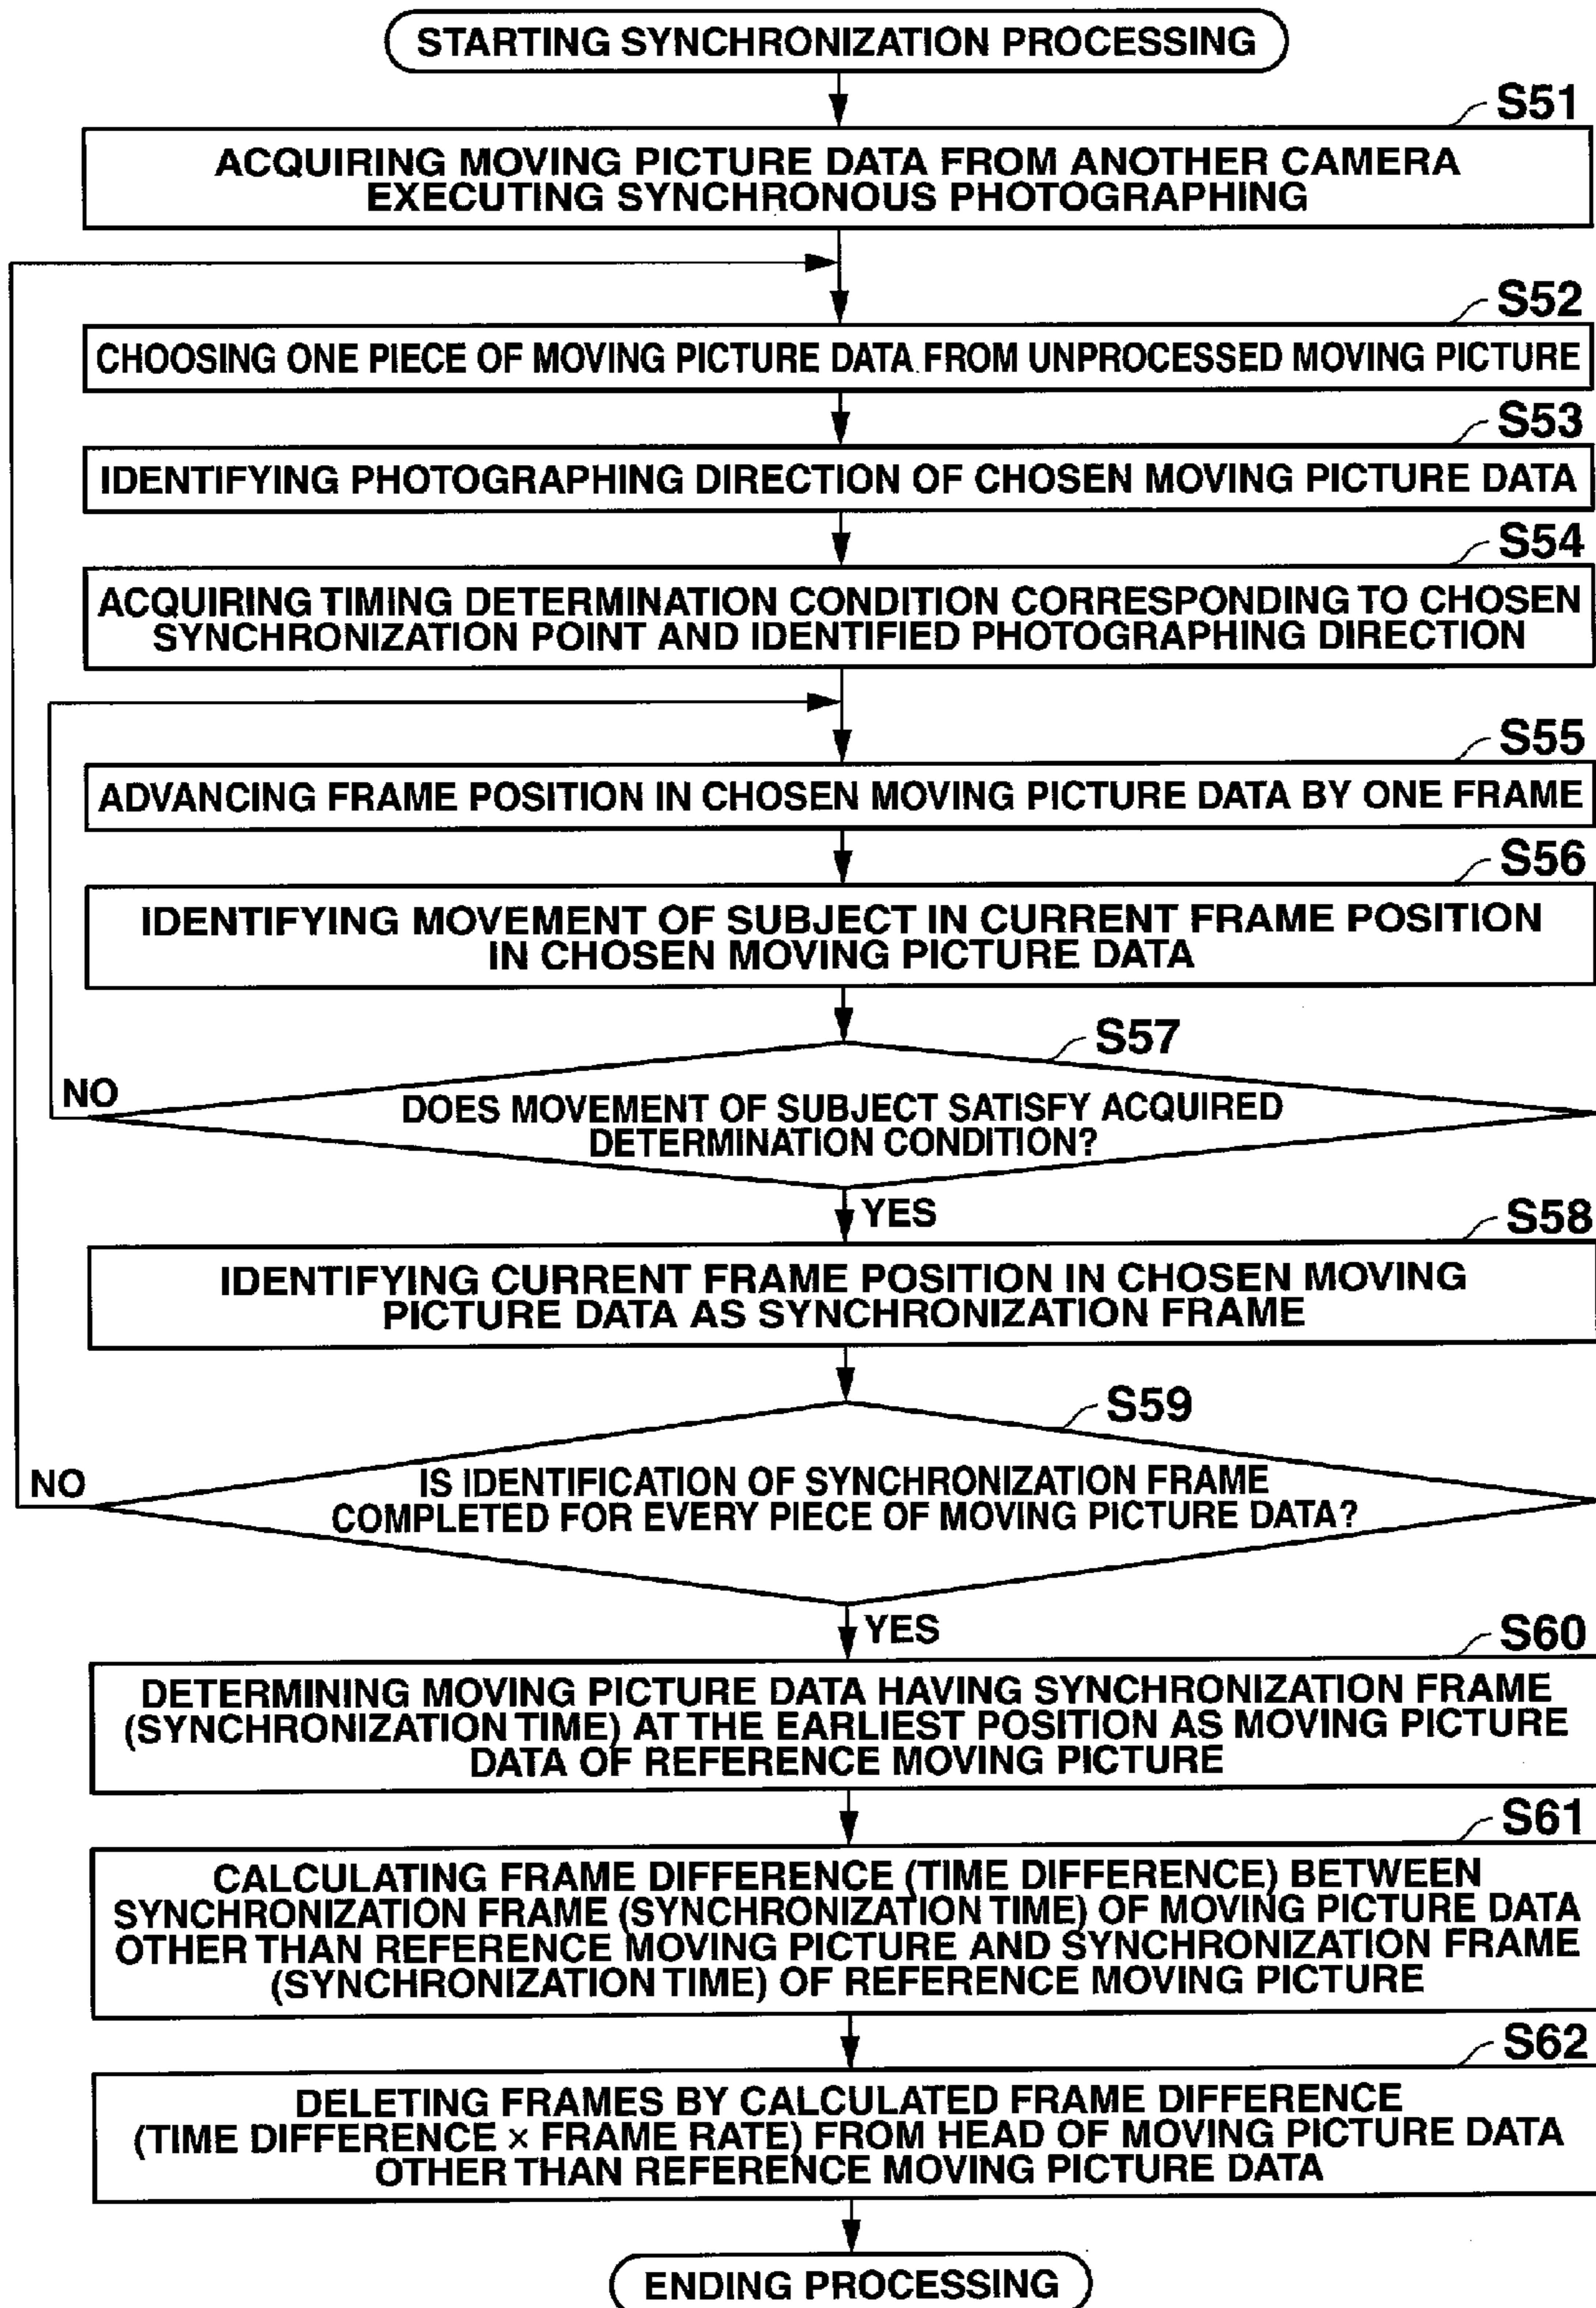 STARTING SYNCHRONIZATION PROCESSING
S51
ACQUIRING MOVING PICTURE DATA FROM ANOTHER CAMERA
EXECUTING SYNCHRONOUS PHOTOGRAPHING
S52
CHOOSING ONE PIECE OF MOVING PICTURE DATA FROM UNPROCESSED MOVING PICTURE
S53
IDENTIFYING PHOTOGRAPHING DIRECTION OF CHOSEN MOVING PICTURE DATA
S54
ACQUIRING TIMING DETERMINATION CONDITION CORRESPONDING TO CHOSEN
SYNCHRONIZATION POINT AND IDENTIFIED PHOTOGRAPHING DIRECTION
S55
ADVANCING FRAME POSITION IN CHOSEN MOVING PICTURE DATA BY ONE FRAME
S56
IDENTIFYING MOVEMENT OF SUBJECT IN CURRENT FRAME POSITION
IN CHOSEN MOVING PICTURE DATA
S57
NO
DOES MOVEMENT OF SUBJECT SATISFY ACQUIRED
DETERMINATION CONDITION?
YES
S58
IDENTIFYING CURRENT FRAME POSITION IN CHOSEN MOVING
PICTURE DATA AS SYNCHRONIZATION FRAME
S59
NO
IS IDENTIFICATION OF SYNCHRONIZATION FRAME
COMPLETED FOR EVERY PIECE OF MOVING PICTURE DATA?
YES
S60
DETERMINING MOVING PICTURE DATA HAVING SYNCHRONIZATION FRAME
(SYNCHRONIZATION TIME) AT THE EARLIEST POSITION AS MOVING PICTURE
DATA OF REFERENCE MOVING PICTURE
S61
CALCULATING FRAME DIFFERENCE (TIME DIFFERENCE) BETWEEN
SYNCHRONIZATION FRAME (SYNCHRONIZATION TIME) OF MOVING PICTURE DATA
OTHER THAN REFERENCE MOVING PICTURE AND SYNCHRONIZATION FRAME
(SYNCHRONIZATION TIME) OF REFERENCE MOVING PICTURE
S62
DELETING FRAMES BY CALCULATED FRAME DIFFERENCE
(TIME DIFFERENCE × FRAME RATE) FROM HEAD OF MOVING PICTURE DATA
OTHER THAN REFERENCE MOVING PICTURE DATA
ENDING PROCESSING